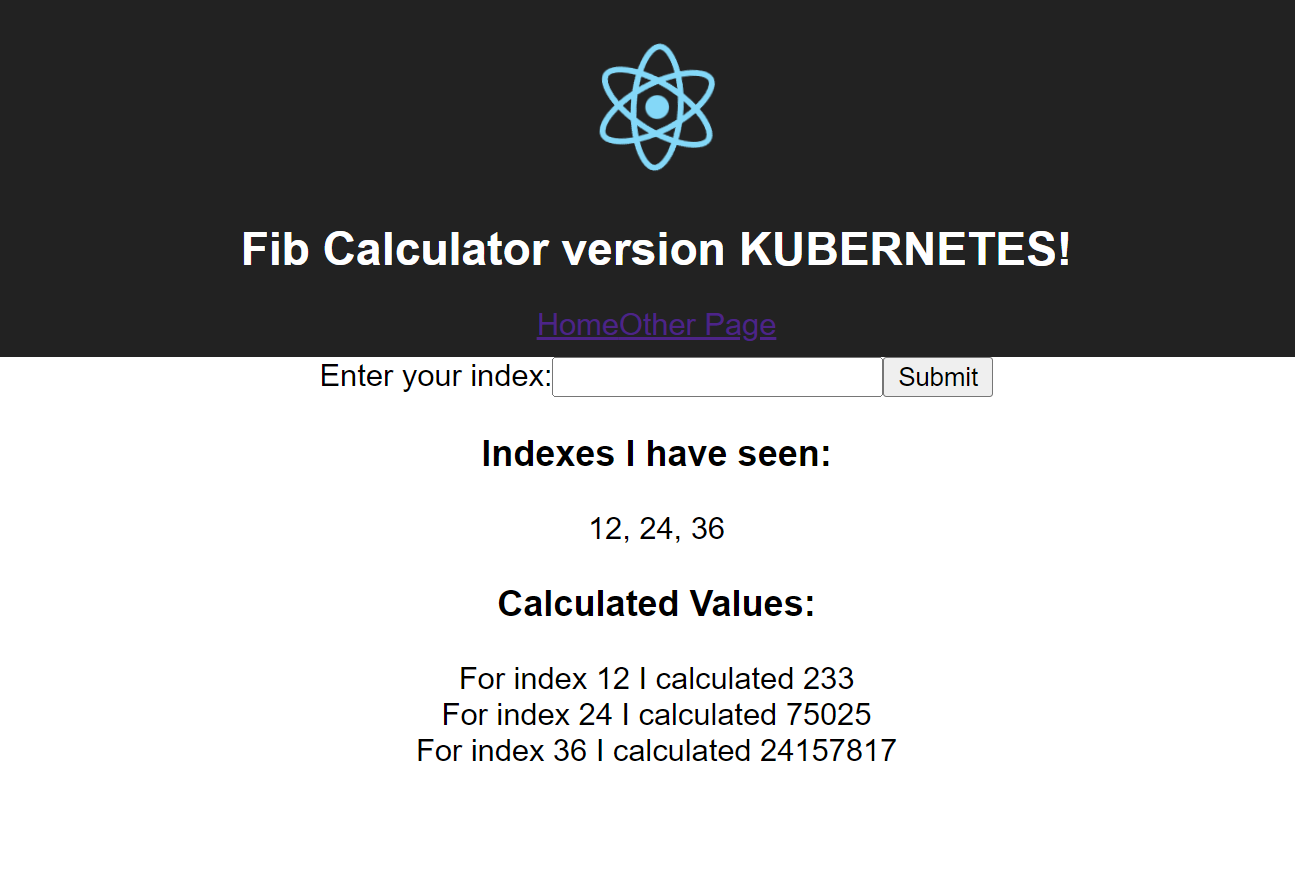 Fib Calculator version KUBERNETES!
HomeOther Page
Enter your index: Submit
Indexes I have seen:
12, 24, 36
Calculated Values:
For index 12 I calculated 233
For index 24 I calculated 75025
For index 36 I calculated 24157817